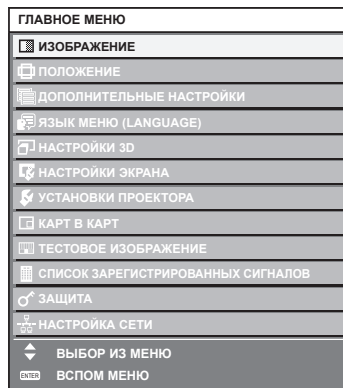 ГЛАВНОЕ МЕНЮ
ИЗОБРАЖЕНИЕ
ПОЛОЖЕНИЕ
ДОПОЛНИТЕЛЬНЫЕ НАСТРОЙКИ
ЯЗЫК МЕНЮ (LANGUAGE)
НАСТРОЙКИ 3D
НАСТРОЙКИ ЭКРАНА
УСТАНОВКИ ПРОЕКТОРА
КАРТ В КАРТ
ТЕСТОВОЕ ИЗОБРАЖЕНИЕ
СПИСОК ЗАРЕГИСТРИРОВАННЫХ СИГНАЛОВ
ЗАЩИТА
НАСТРОЙКА СЕТИ
ВЫБОР ИЗ МЕНЮ
ENTER ВСПОМ МЕНЮ